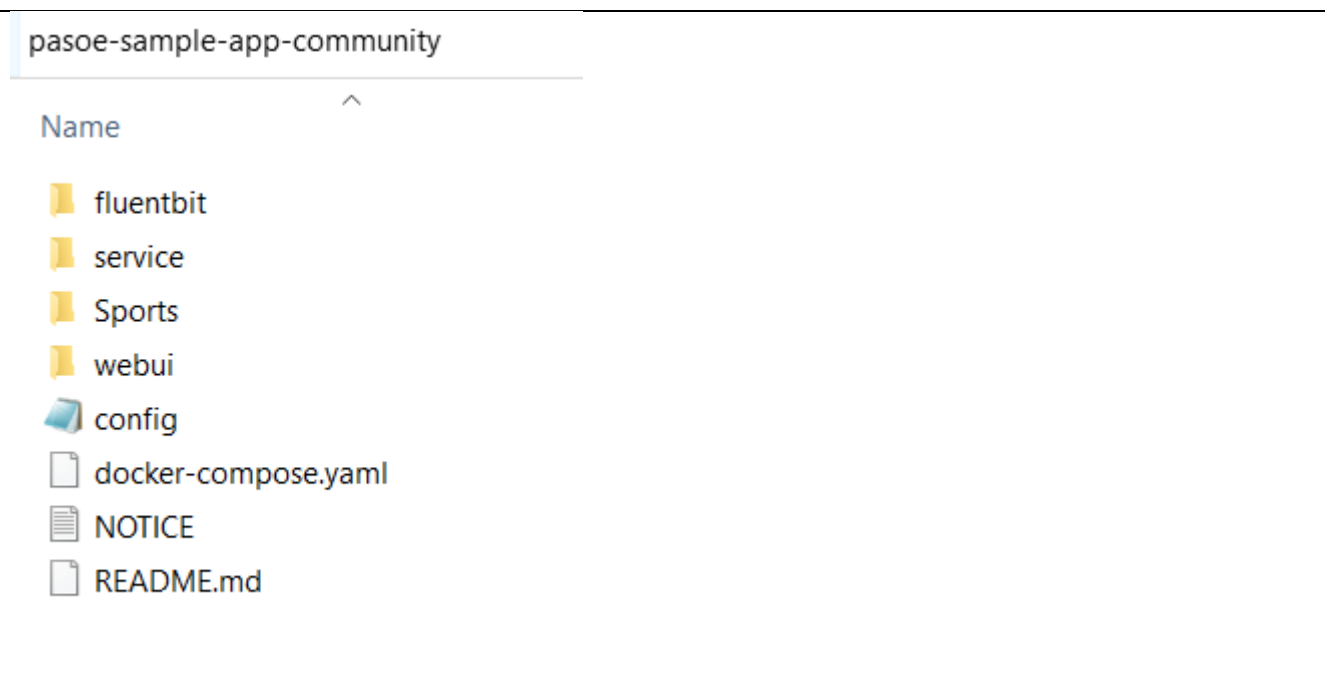 pasoe-sample-app-community
Name
fluentbit
service
Sports
webui
config
docker-compose.yaml
NOTICE
README.md